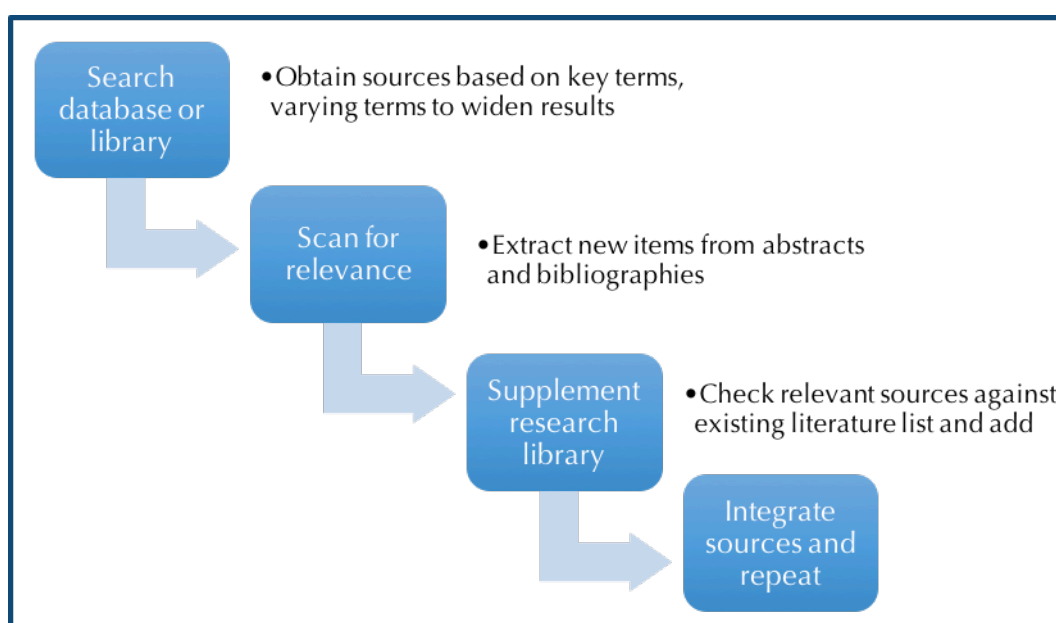 Search
database or
library
•Obtain sources based on key terms,
varying terms to widen results
Scan for
relevance
•Extract new items from abstracts
and bibliographies
Supplement
research
library
•Check relevant sources against
existing literature list and add
Integrate
sources and
repeat